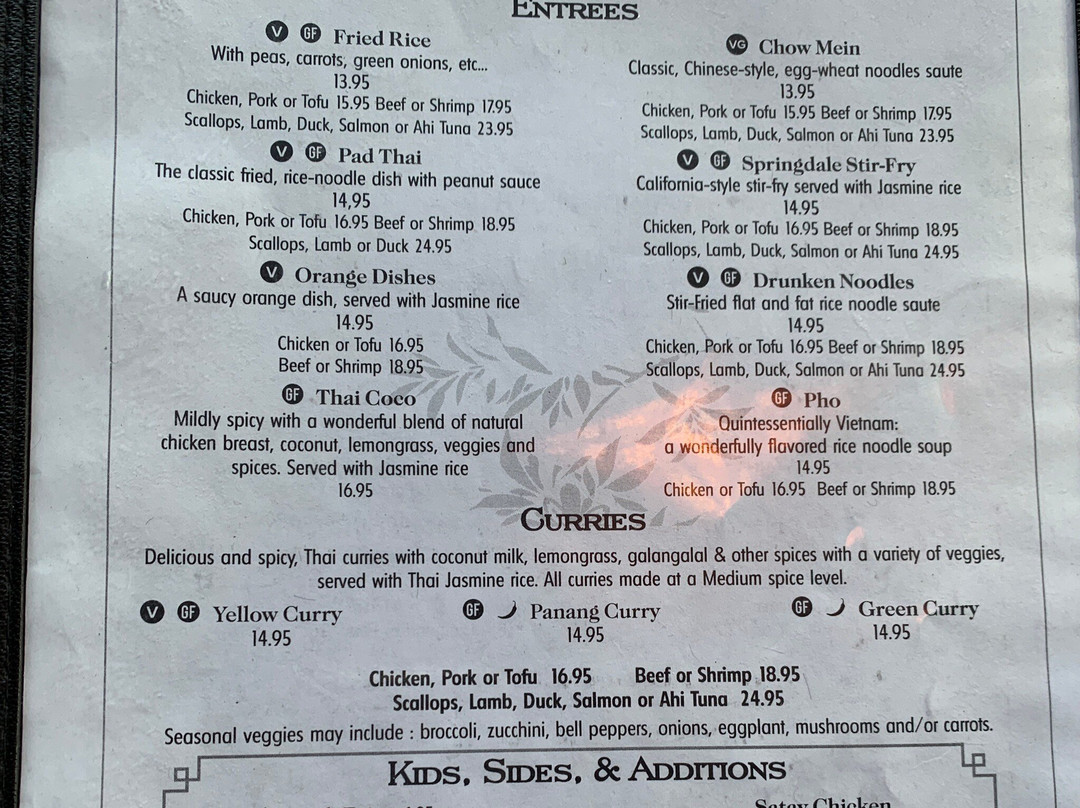 ENTREES
V GF Fried Rice
With peas, carrots, green onions, etc...
13.95
Chicken, Pork or Tofu 15.95 Beef or Shrimp 17.95
Scallops, Lamb, Duck, Salmon or Ahi Tuna 23.95
V GF Pad Thai
The classic fried, rice-noodle dish with peanut sauce
14,95
Chicken, Pork or Tofu 16.95 Beef or Shrimp 18.95
Scallops, Lamb or Duck 24.95
V Orange Dishes
A saucy orange dish, served with Jasmine rice
14.95
Chicken or Tofu 16.95
Beef or Shrimp 18.95
GF Thai Coco
Mildly spicy with a wonderful blend of natural
chicken breast, coconut, lemongrass, veggies and
spices. Served with Jasmine rice
16.95
VG Chow Mein
Classic, Chinese-style, egg-wheat noodles saute
13.95
Chicken, Pork or Tofu 15.95 Beef or Shrimp 17.95
Scallops, Lamb, Duck, Salmon or Ahi Tuna 23.95
V GF Springdale Stir-Fry
California-style stir-fry served with Jasmine rice
14.95
Chicken, Pork or Tofu 16.95 Beef or Shrimp 18.95
Scallops, Lamb, Duck, Salmon or Ahi Tuna 24.95
V GF Drunken Noodles
Stir-Fried flat and fat rice noodle saute
14.95
Chicken, Pork or Tofu 16.95 Beef or Shrimp 18.95
Scallops, Lamb, Duck, Salmon or Ahi Tuna 24.95
GF Pho
Quintessentially Vietnam:
a wonderfully flavored rice noodle soup
14.95
Chicken or Tofu 16.95 Beef or Shrimp 18.95
CURRIES
Delicious and spicy, Thai curries with coconut milk, lemongrass, galangalal & other spices with a variety of veggies,
served with Thai Jasmine rice. All curries made at a Medium spice level.
V GF Yellow Curry
14.95
GF Panang Curry
14.95
GF Green Curry
14.95
Chicken, Pork or Tofu 16.95 Beef or Shrimp 18.95
Scallops, Lamb, Duck, Salmon or Ahi Tuna 24.95
Seasonal veggies may include : broccoli, zucchini, bell peppers, onions, eggplant, mushrooms and/or carrots.
KIDS, SIDES, & ADDITIONS
Satay Chicken